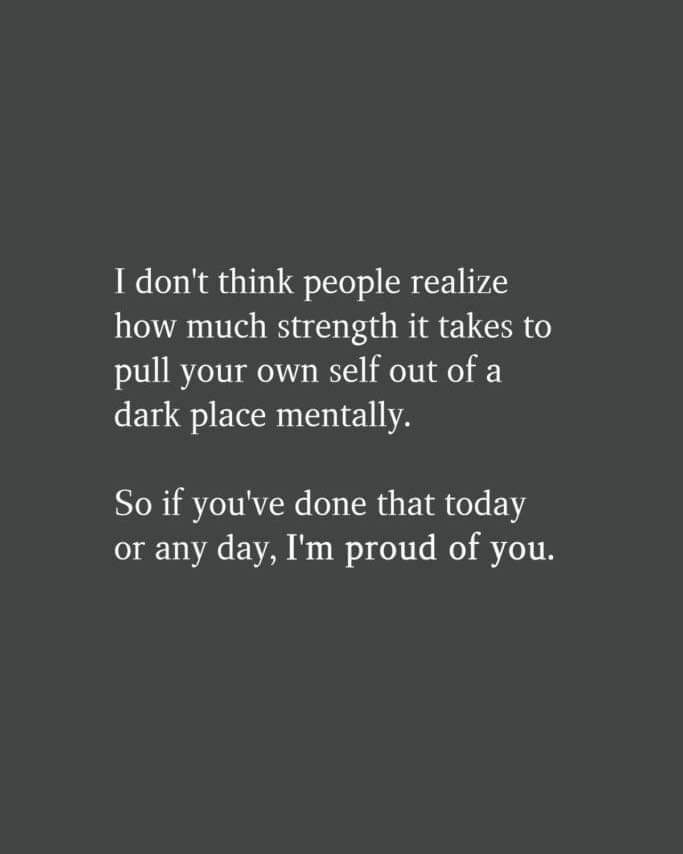 I don't think people realize
how much strength it takes to
pull your own self out of a
dark place mentally.
So if you've done that today
or any day, I'm proud of you.